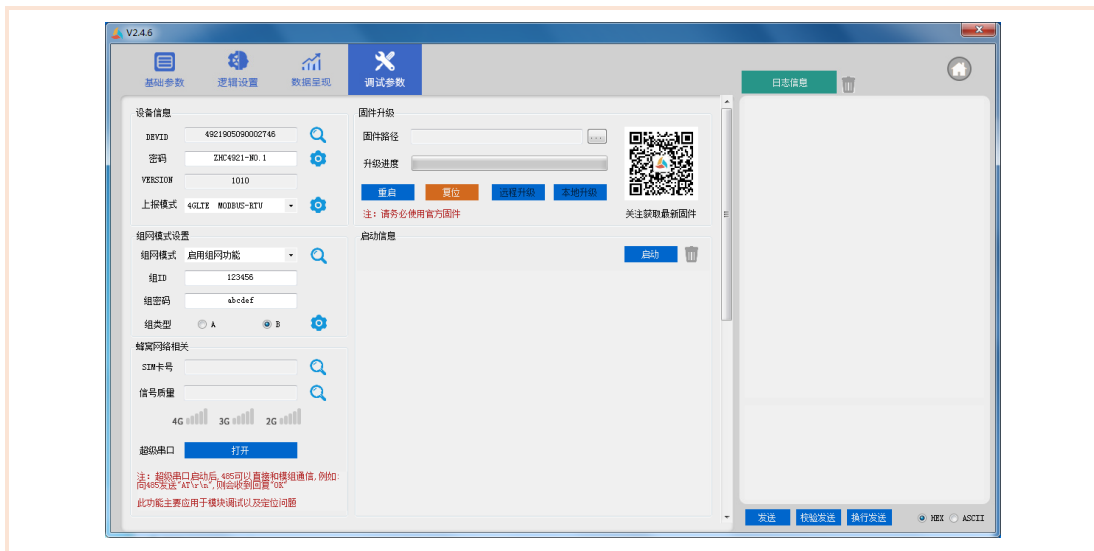 V2.4.6
基础参数
逻辑设置
数据呈现
调试参数
日志信息
设备信息
DEVID 4921905090002746
密码 ZHC4921-NO.1
VERSION 1010
上报模式 4GLTE MODBUS-RTU
组网模式设置
组网模式 启用组网功能
组ID 123456
组密码 abcdef
组类型 A B
蜂窝网络相关
SIM卡号
信号质量
4G 3G 2G
超级串口 打开
注：超级串口启动后,485可以直接和模组通信,例如:
向485发送"AT\r\n",则会收到回复"OK"
此功能主要应用于模块调试以及定位问题
固件升级
固件路径 ...
升级进度
重启 复位 远程升级 本地升级
注：请务必使用官方固件
关注获取最新固件
启动信息
启动
发送 校验发送 换行发送 HEX ASCII